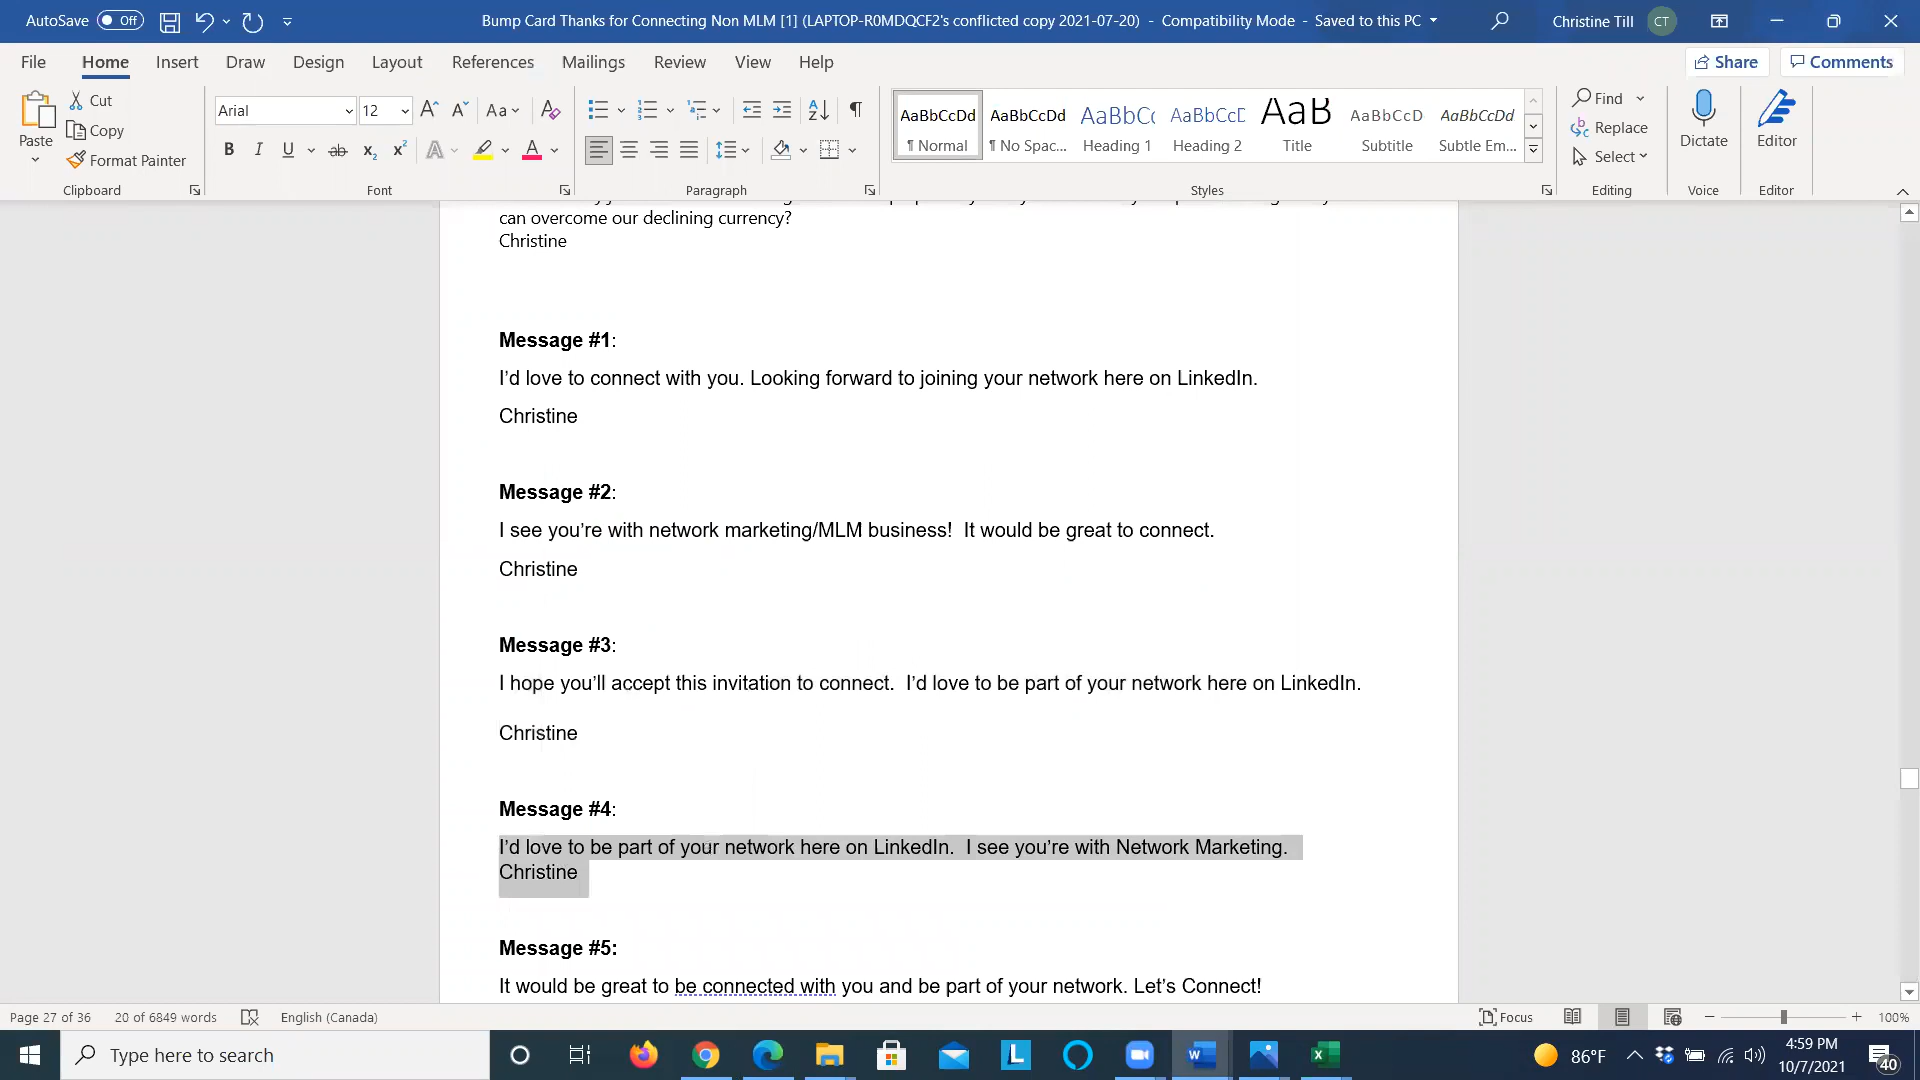 AutoSave Off Bump Card Thanks for Connecting Non MLM [1] (LAPTOP-R0MDQCF2's conflicted copy 2021-07-20) - Compatibility Mode - Saved to this PC Christine Till CT
File Home Insert Draw Design Layout References Mailings Review View Help Share Comments
Paste Cut Copy Format Painter Clipboard
Arial 12 Font
Paragraph
AaBbCcDd ¶ Normal
AaBbCcDd ¶ No Spac...
AaBbCc Heading 1
AaBbCcD Heading 2
AaB Title
AaBbCcD Subtitle
AaBbCcDd Subtle Em...
Styles
Find Replace Select Editing
Dictate Voice
Editor Editor
can overcome our declining currency?
Christine
Message #1:
I'd love to connect with you. Looking forward to joining your network here on LinkedIn.
Christine
Message #2:
I see you're with network marketing/MLM business!  It would be great to connect.
Christine
Message #3:
I hope you'll accept this invitation to connect.  I'd love to be part of your network here on LinkedIn.
Christine
Message #4:
I'd love to be part of your network here on LinkedIn.  I see you're with Network Marketing.
Christine
Message #5:
It would be great to be connected with you and be part of your network. Let's Connect!
Page 27 of 36 20 of 6849 words English (Canada) Focus 100%
Type here to search 86°F 4:59 PM
10/7/2021 40